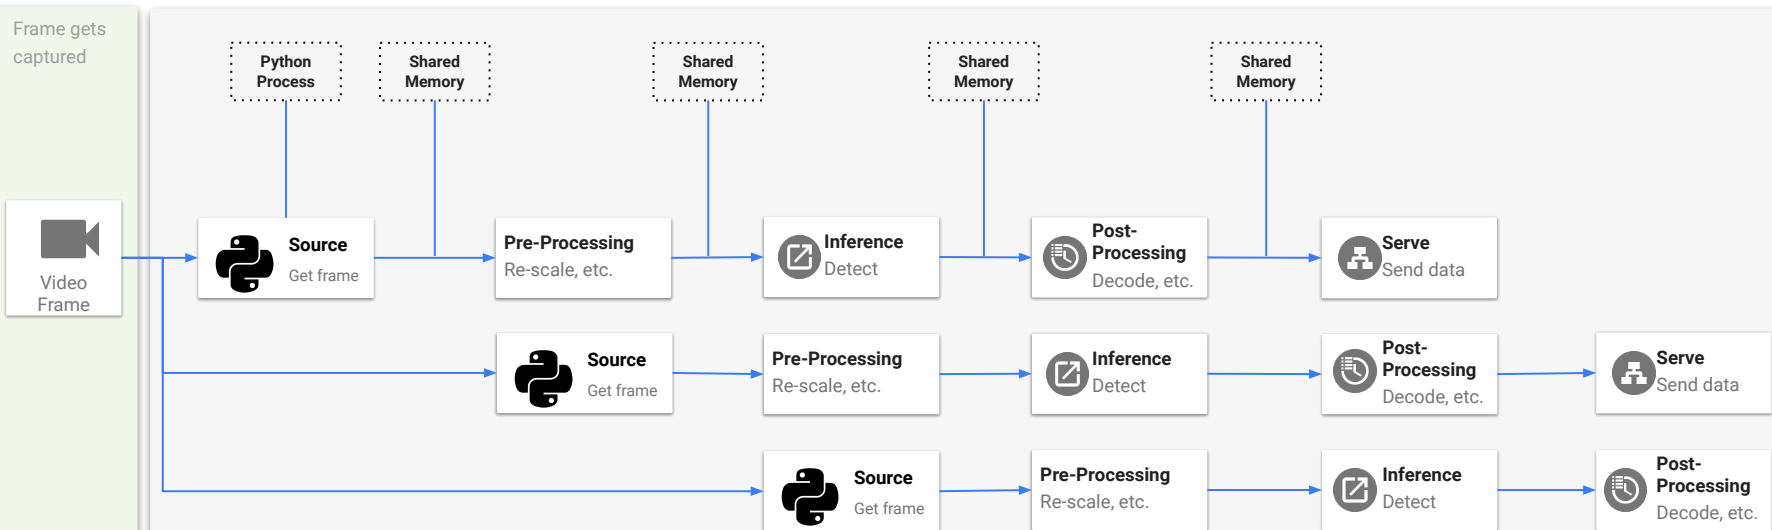 Frame gets
captured
Python
Process
Shared
Memory
Shared
Memory
Shared
Memory
Shared
Memory
Video
Frame
Source
Get frame
Pre-Processing
Re-scale, etc.
Inference
Detect
Post-
Processing
Decode, etc.
Serve
Send data
Source
Get frame
Pre-Processing
Re-scale, etc.
Inference
Detect
Post-
Processing
Decode, etc.
Serve
Send data
Source
Get frame
Pre-Processing
Re-scale, etc.
Inference
Detect
Post-
Processing
Decode, etc.